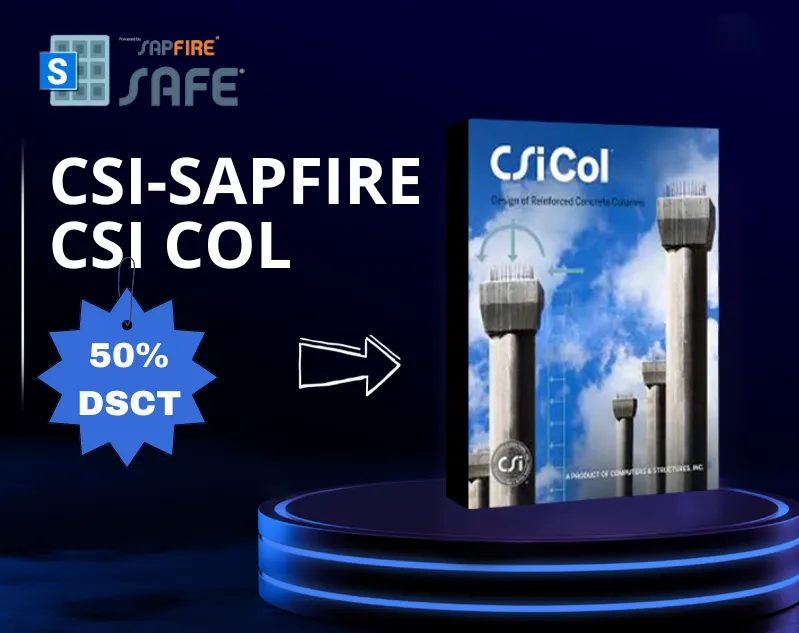 Powered by
SAPFIRE
S
SAFE
CSI-SAPFIRE
CSI COL
50%
DSCT
CSiCol
Design of Reinforced Concrete Columns
CSi
A PRODUCT OF COMPUTERS & STRUCTURES, INC.